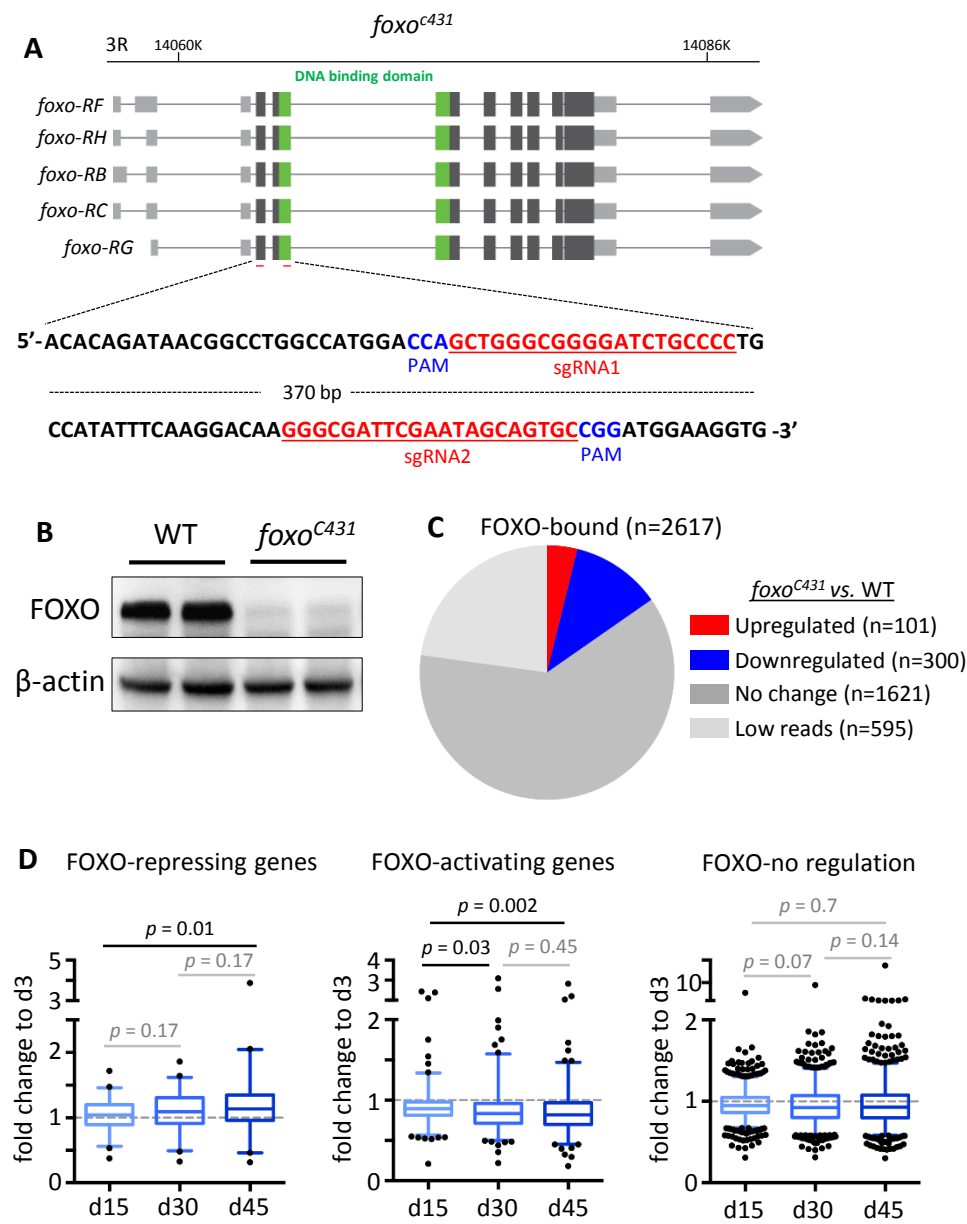 A
foxo^c431
3R
14060K
14086K
DNA binding domain
foxo-RF
foxo-RH
foxo-RB
foxo-RC
foxo-RG
5’-ACACAGATAACGGCCTGGCCATGGACCAGCTGGGCGGGGATCTGCCCCTG
PAM
sgRNA1
370 bp
CCATATTTCAAGGACAAGGGCGATTCGAATAGCAGTGCCGGATGGAAGGTG -3’
sgRNA2
PAM
B
WT
foxo^C431
FOXO
β-actin
C
FOXO-bound (n=2617)
foxo^C431 vs. WT
Upregulated (n=101)
Downregulated (n=300)
No change (n=1621)
Low reads (n=595)
D
FOXO-repressing genes
p = 0.01
p = 0.17
p = 0.17
fold change to d3
5
3
2
1
0
d15
d30
d45
FOXO-activating genes
p = 0.002
p = 0.03
p = 0.45
fold change to d3
4
3
2
1
0
d15
d30
d45
FOXO-no regulation
p = 0.7
p = 0.14
p = 0.07
fold change to d3
10
2
1
0
d15
d30
d45